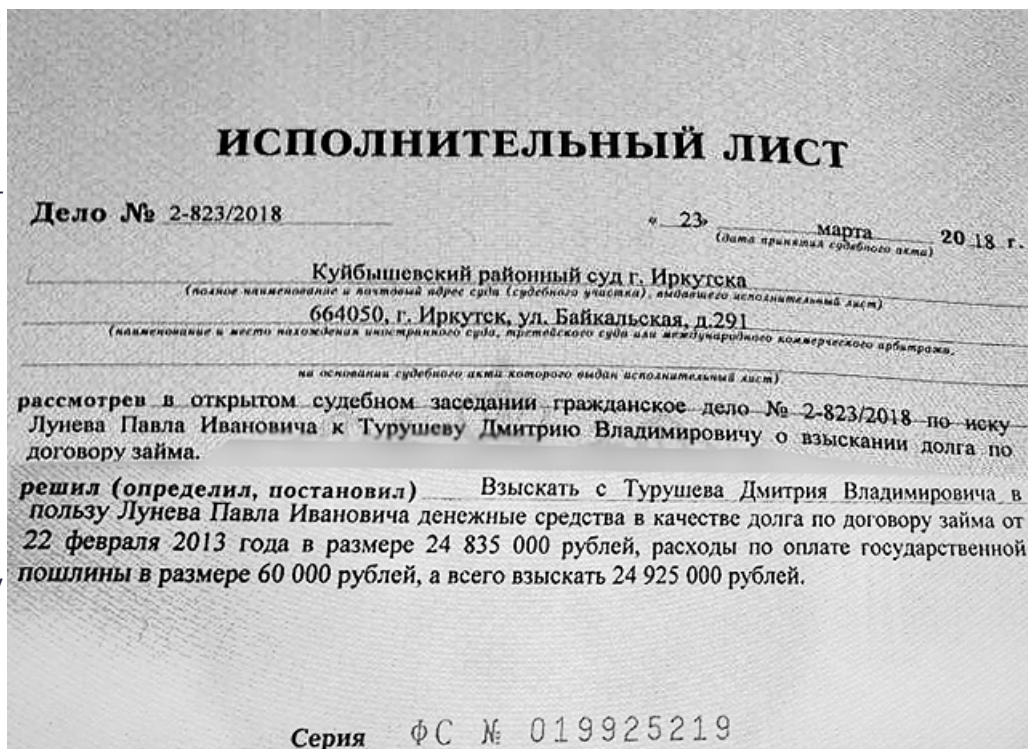 ИСПОЛНИТЕЛЬНЫЙ ЛИСТ
Дело № 2-823/2018
« 23» марта 20 18 г.
(дата принятия судебного акта)
Куйбышевский районный суд г. Иркутска
(полное наименование и почтовый адрес суда (судебного участка), выдавшего исполнительный лист)
664050, г. Иркутск, ул. Байкальская, д.291
(наименование и место нахождения иностранного суда, третейского суда или международного коммерческого арбитража,
на основании судебного акта которого выдан исполнительный лист)
рассмотрев в открытом судебном заседании гражданское дело № 2-823/2018 по иску
Лунева Павла Ивановича к Турушеву Дмитрию Владимировичу о взыскании долга по
договору займа.
решил (определил, постановил) Взыскать с Турушева Дмитрия Владимировича в
пользу Лунева Павла Ивановича денежные средства в качестве долга по договору займа от
22 февраля 2013 года в размере 24 835 000 рублей, расходы по оплате государственной
пошлины в размере 60 000 рублей, а всего взыскать 24 925 000 рублей.
Серия ФС № 019925219